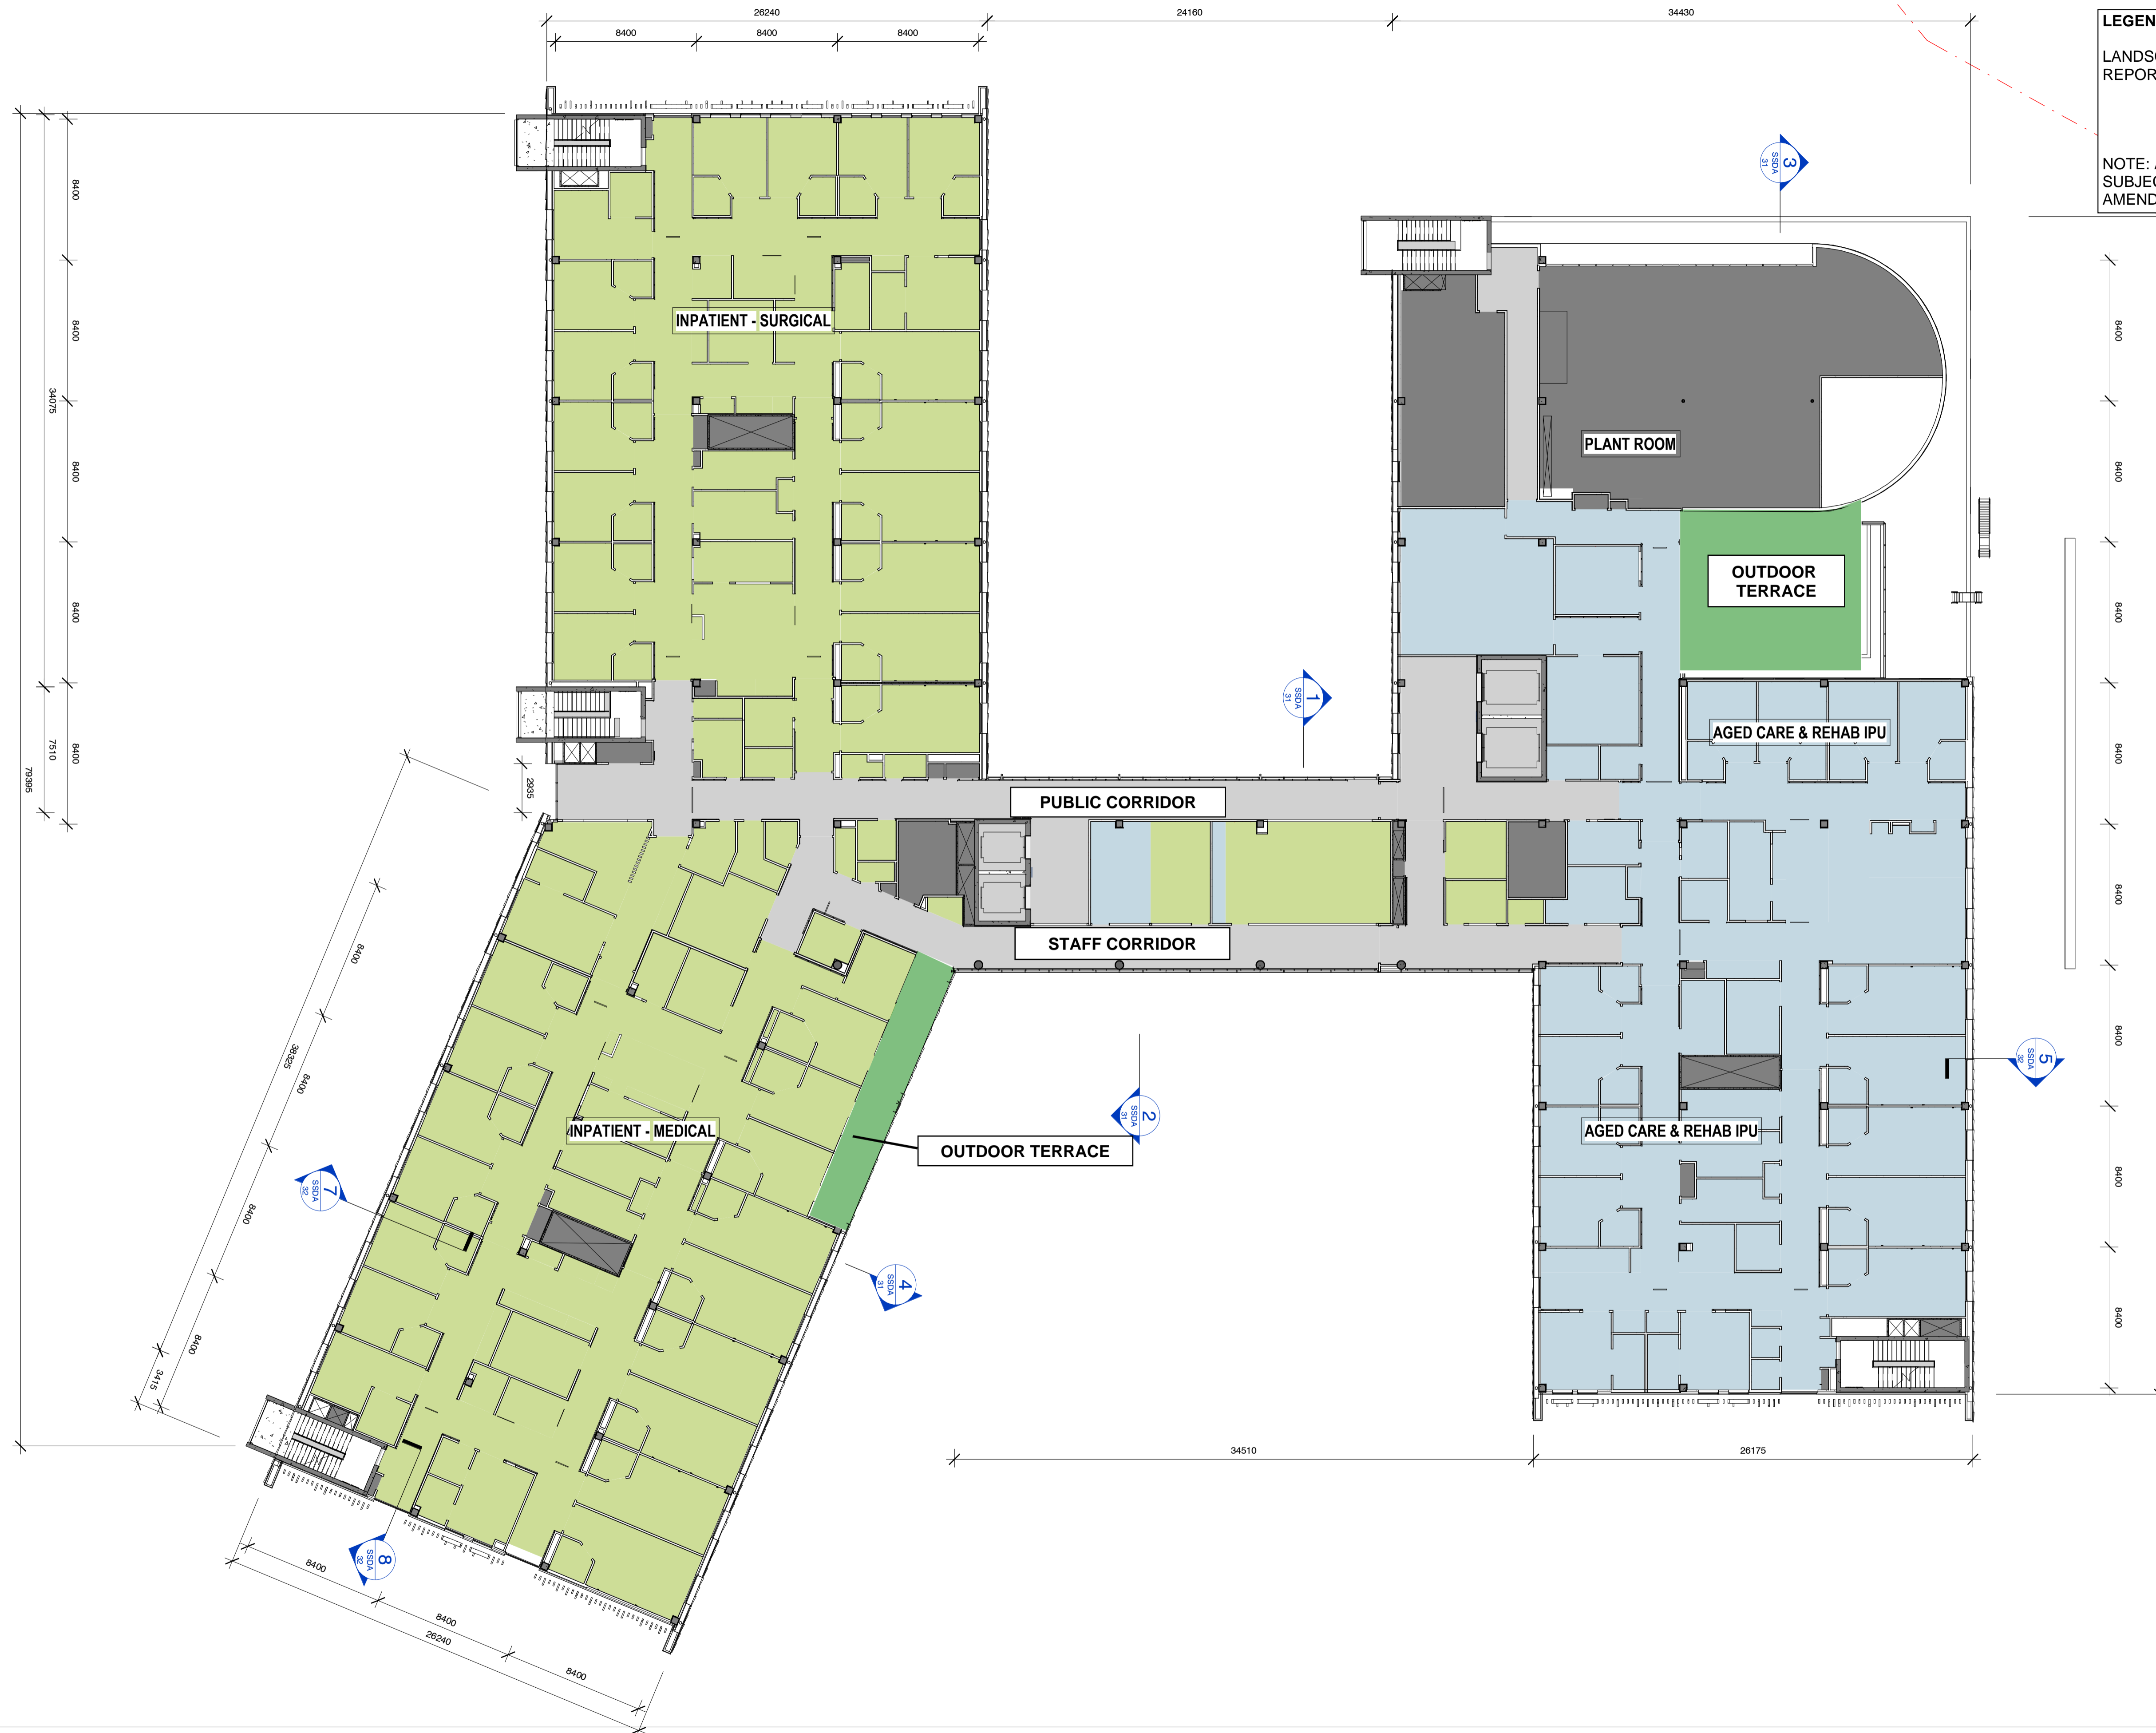 26240
24160
34430
8400
8400
8400
LEGEN
LANDS
REPOR
NOTE: A
SUBJEC
AMEND
3
SSDA
31
8400
8400
8400
8400
8400
34075
7510
79395
2935
INPATIENT - SURGICAL
PLANT ROOM
OUTDOOR
TERRACE
1
SSDA
31
AGED CARE & REHAB IPU
PUBLIC CORRIDOR
STAFF CORRIDOR
8400
8400
8400
8400
8400
8400
8400
8400
5
SSDA
32
2
SSDA
31
INPATIENT - MEDICAL
OUTDOOR TERRACE
AGED CARE & REHAB IPU
7
SSDA
32
4
SSDA
31
8400
8400
8400
8400
38325
3415
34510
26175
8
SSDA
32
8400
8400
8400
26240